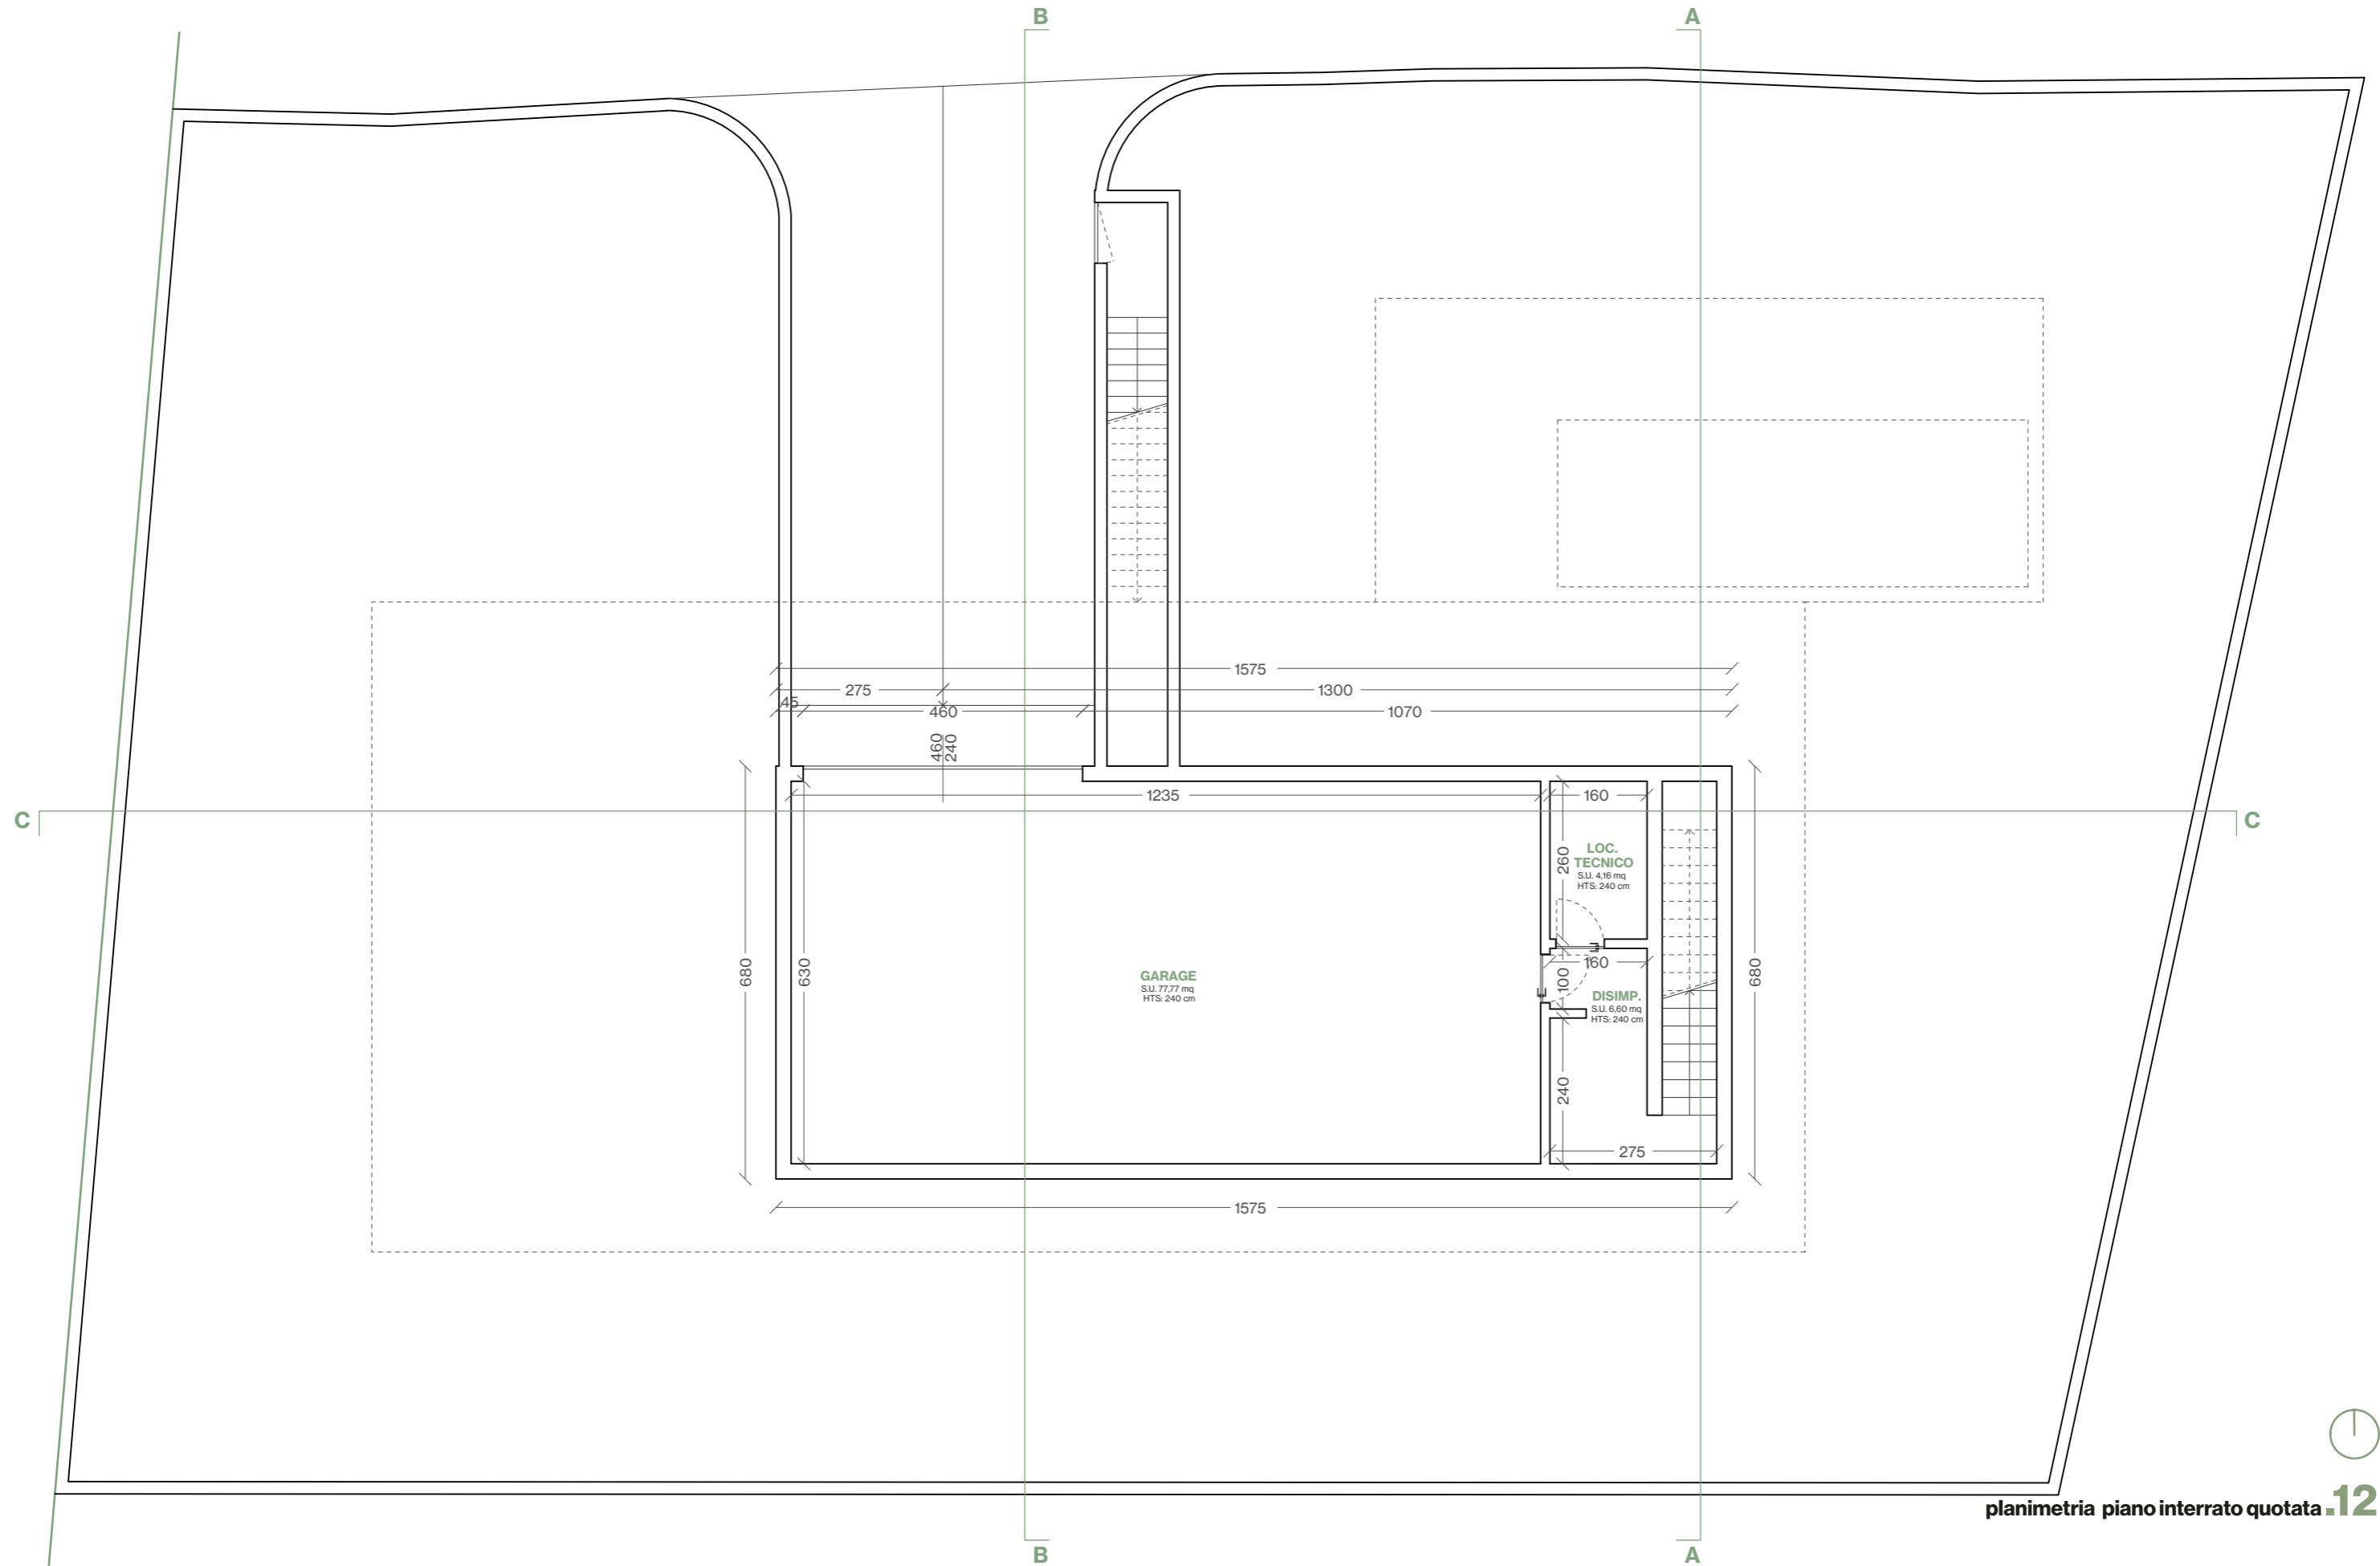 B
A
1575
275
1300
45
460
1070
460
240
C
1235
160
C
260
LOC.
TECNICO
S.U. 4,16 mq
HTS: 240 cm
680
630
GARAGE
S.U. 77,77 mq
HTS: 240 cm
160
100
DISIMP.
S.U. 6,60 mq
HTS: 240 cm
680
240
275
1575
planimetria piano interrato quotata .12
B
A